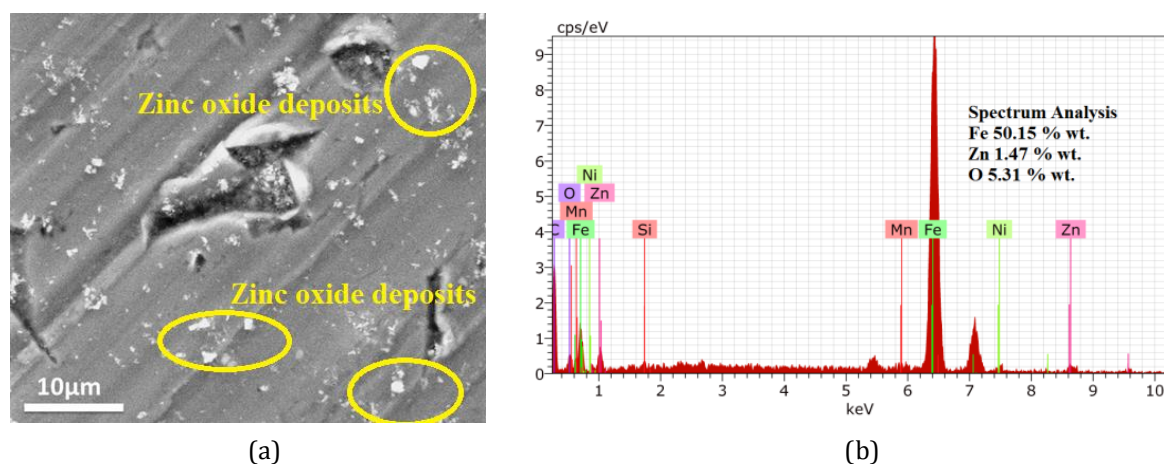 Zinc oxide deposits
Zinc oxide deposits
10µm
(a)
cps/eV
9
8
7
6
5
4
3
2
1
0
Spectrum Analysis
Fe 50.15 % wt.
Zn 1.47 % wt.
O 5.31 % wt.
Ni
O Zn
Mn
C Fe Si Mn Fe Ni Zn
1 2 3 4 5 6 7 8 9 10
keV
(b)